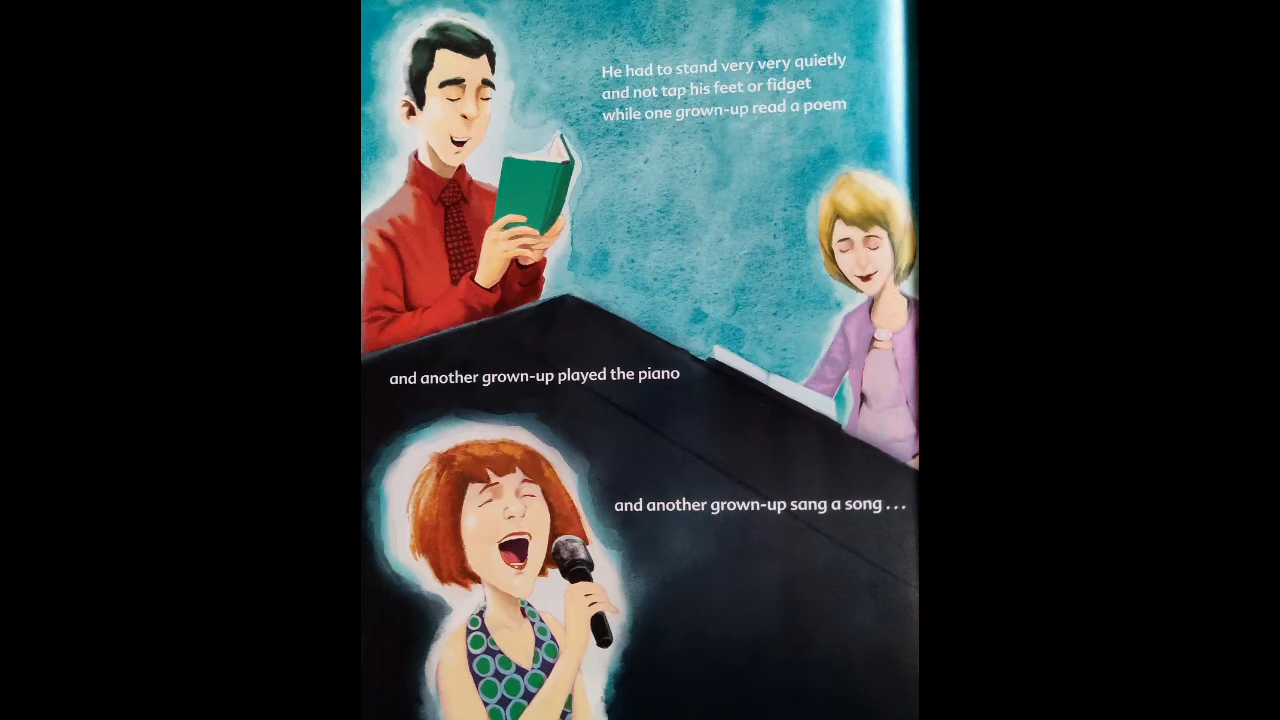 He had to stand very very quietly
and not tap his feet or fidget
while one grown-up read a poem
and another grown-up played the piano
and another grown-up sang a song . . .